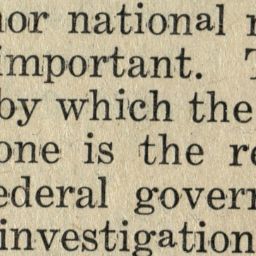 nor national
important.
by which the
one is the re
ederal govern
investigation